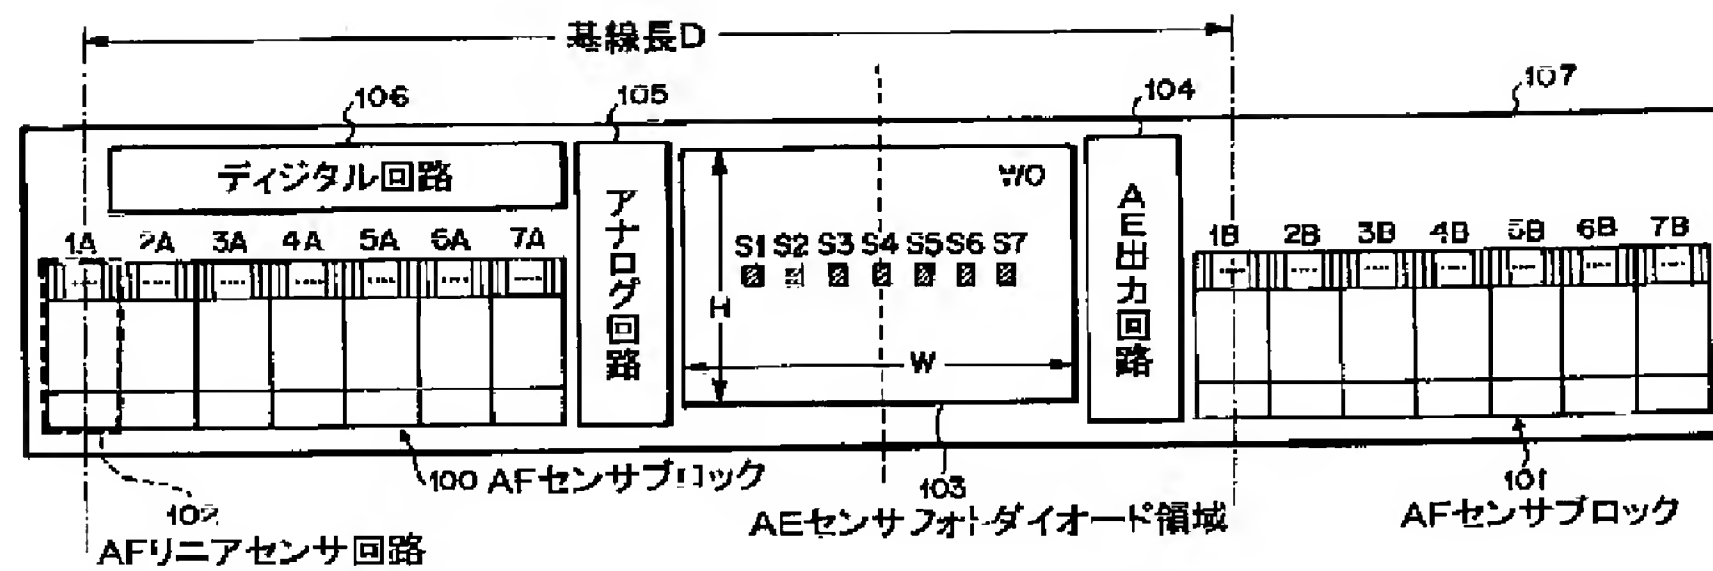 基線長D
106
105
104
107
ディジタル回路
アナログ回路
WO
AE出力回路
1A 2A 3A 4A 5A 6A 7A
S1 S2 S3 S4 S5 S6 S7
1B 2B 3B 4B 5B 6B 7B
H
W
100 AFセンサブロック
103
101
102
AEセンサフォトダイオード領域
AFセンサブロック
AFリニアセンサ回路